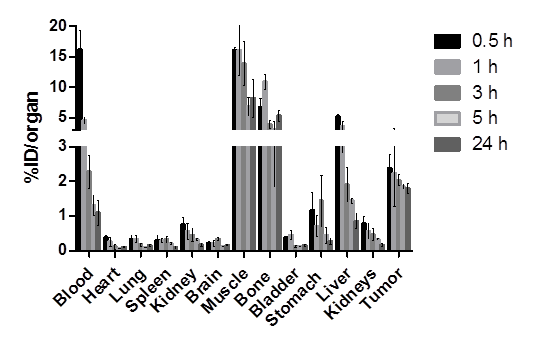 %ID/organ
20
15
10
5
3
2
1
0
Blood
Heart
Lung
Spleen
Kidney
Brain
Muscle
Bone
Bladder
Stomach
Liver
Kidneys
Tumor
0.5 h
1 h
3 h
5 h
24 h